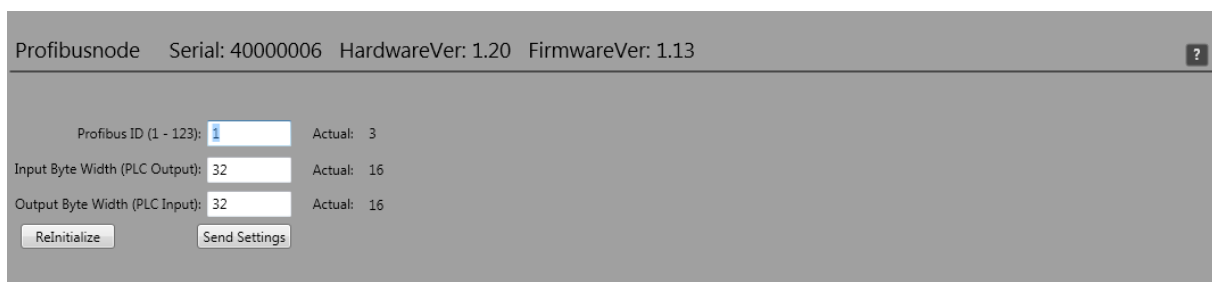 Profibusnode Serial: 40000006 HardwareVer: 1.20 FirmwareVer: 1.13 ?
Profibus ID (1 - 123): 1 Actual: 3
Input Byte Width (PLC Output): 32 Actual: 16
Output Byte Width (PLC Input): 32 Actual: 16
ReInitialize Send Settings